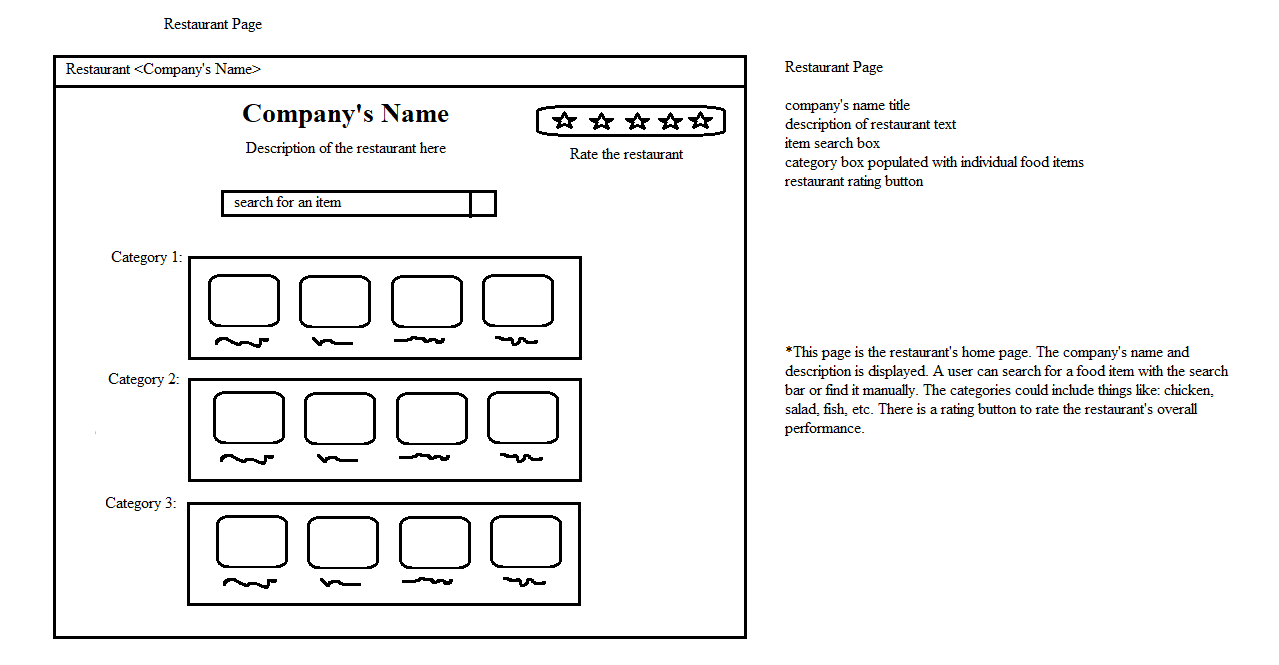 Restaurant Page
Restaurant <Company's Name>
Company's Name
Description of the restaurant here
Rate the restaurant
search for an item
Category 1:
Category 2:
Category 3:
Restaurant Page
company's name title
description of restaurant text
item search box
category box populated with individual food items
restaurant rating button
*This page is the restaurant's home page. The company's name and
description is displayed. A user can search for a food item with the search
bar or find it manually. The categories could include things like: chicken,
salad, fish, etc. There is a rating button to rate the restaurant's overall
performance.